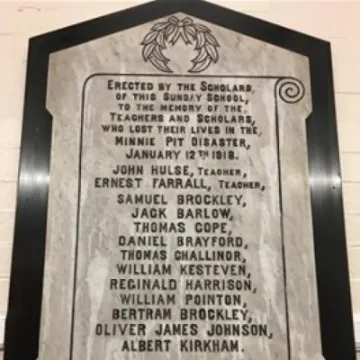 ERECTED BY THE SCHOLARS,
OF THIS SUNDAY SCHOOL,
TO THE MEMORY OF THE,
TEACHERS AND SCHOLARS,
WHO LOST THEIR LIVES IN THE,
MINNIE PIT DISASTER,
JANUARY 12TH 1918.
JOHN HULSE, TEACHER,
ERNEST FARRALL, TEACHER,
SAMUEL BROCKLEY,
JACK BARLOW,
THOMAS COPE,
DANIEL BRAYFORD,
THOMAS CHALLINOR,
WILLIAM KESTEVEN,
REGINALD HARRISON,
WILLIAM POINTON,
BERTRAM BROCKLEY,
OLIVER JAMES JOHNSON,
ALBERT KIRKHAM.